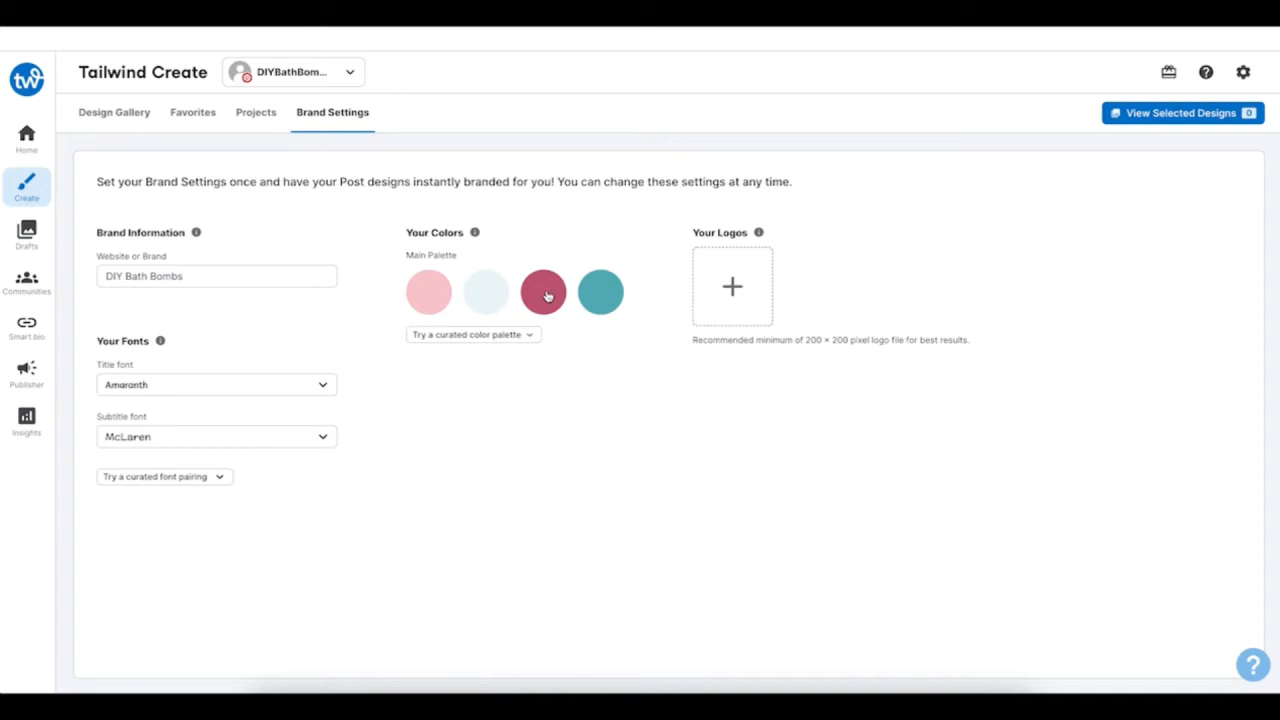 tw
Tailwind Create
DIYBathBom...
Design Gallery
Favorites
Projects
Brand Settings
View Selected Designs 0
Home
Create
Drafts
Communities
Smart.bio
Publisher
Insights
Set your Brand Settings once and have your Post designs instantly branded for you! You can change these settings at any time.
Brand Information
Website or Brand
DIY Bath Bombs
Your Fonts
Title font
Amaranth
Subtitle font
McLaren
Try a curated font pairing
Your Colors
Main Palette
Try a curated color palette
Your Logos
+
Recommended minimum of 200 × 200 pixel logo file for best results.
?